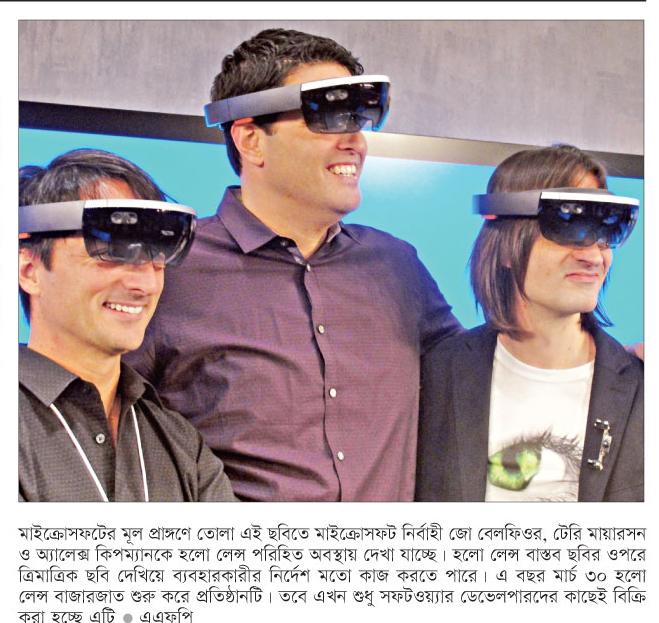 মাইক্রোসফটের মূল প্রাঙ্গণে তোলা এই ছবিতে মাইক্রোসফট নির্বাহী জো বেলফিওর, টেরি মায়ারসন
ও অ্যালেক্স কিপম্যানকে হলো লেন্স পরিহিত অবস্থায় দেখা যাচ্ছে। হলো লেন্স বাস্তব ছবির ওপরে
ত্রিমাত্রিক ছবি দেখিয়ে ব্যবহারকারীর নির্দেশ মতো কাজ করতে পারে। এ বছর মার্চ ৩০ হলো
লেন্স বাজারজাত শুরু করে প্রতিষ্ঠানটি। তবে এখন শুধু সফটওয়্যার ডেভেলপারদের কাছেই বিক্রি
করা হচ্ছে এটি ● এএফপি